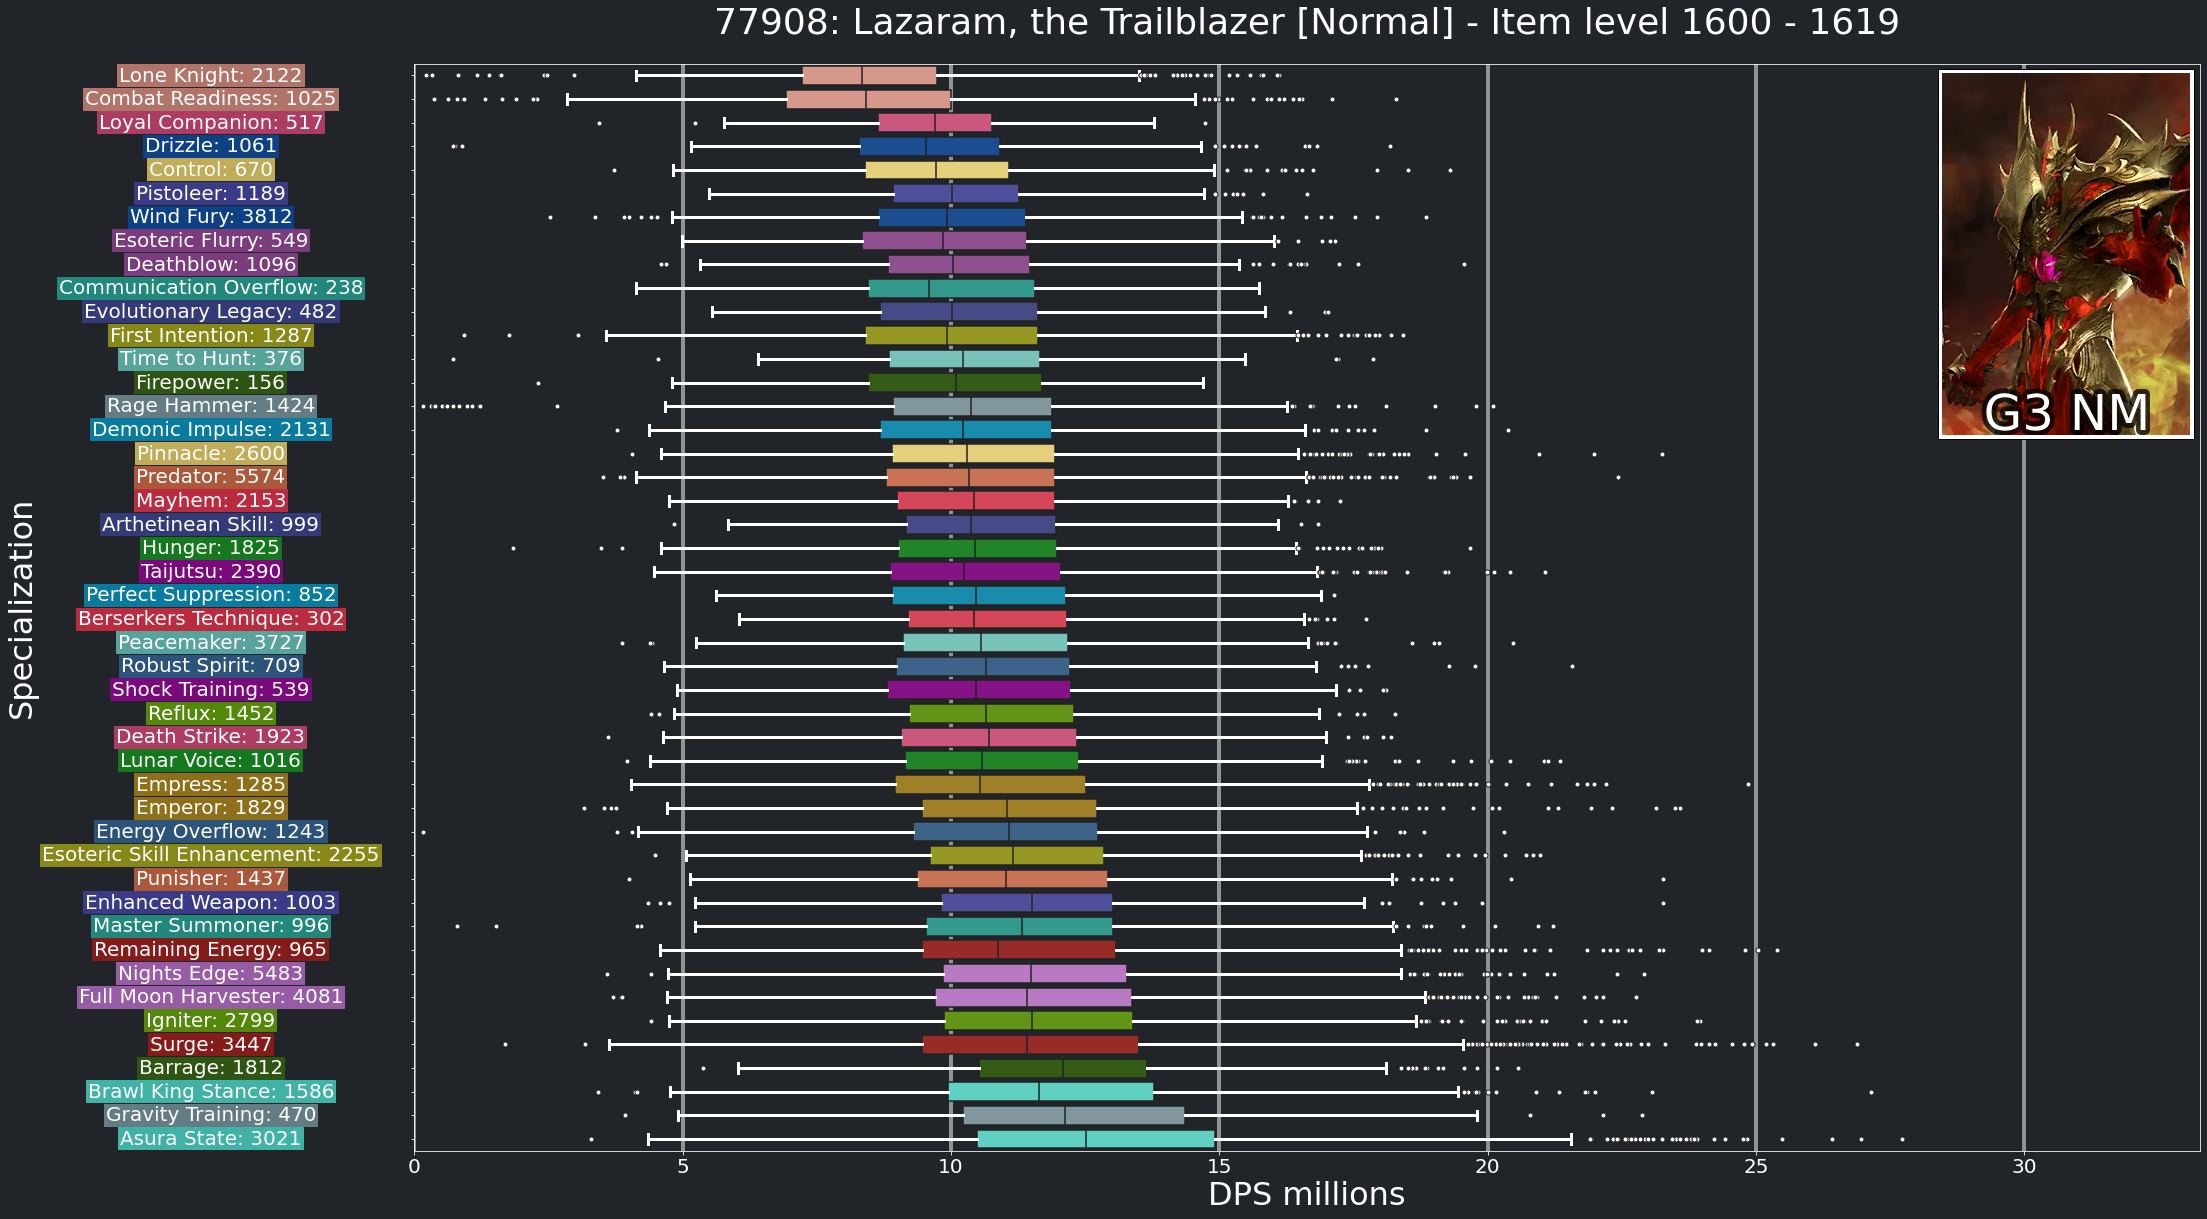 77908: Lazaram, the Trailblazer [Normal] - Item level 1600 - 1619
Specialization
Lone Knight: 2122
Combat Readiness: 1025
Loyal Companion: 517
Drizzle: 1061
Control: 670
Pistoleer: 1189
Wind Fury: 3812
Esoteric Flurry: 549
Deathblow: 1096
Communication Overflow: 238
Evolutionary Legacy: 482
First Intention: 1287
Time to Hunt: 376
Firepower: 156
Rage Hammer: 1424
Demonic Impulse: 2131
Pinnacle: 2600
Predator: 5574
Mayhem: 2153
Arthetinean Skill: 999
Hunger: 1825
Taijutsu: 2390
Perfect Suppression: 852
Berserkers Technique: 302
Peacemaker: 3727
Robust Spirit: 709
Shock Training: 539
Reflux: 1452
Death Strike: 1923
Lunar Voice: 1016
Empress: 1285
Emperor: 1829
Energy Overflow: 1243
Esoteric Skill Enhancement: 2255
Punisher: 1437
Enhanced Weapon: 1003
Master Summoner: 996
Remaining Energy: 965
Nights Edge: 5483
Full Moon Harvester: 4081
Igniter: 2799
Surge: 3447
Barrage: 1812
Brawl King Stance: 1586
Gravity Training: 470
Asura State: 3021
G3 NM
0 5 10 15 20 25 30
DPS millions